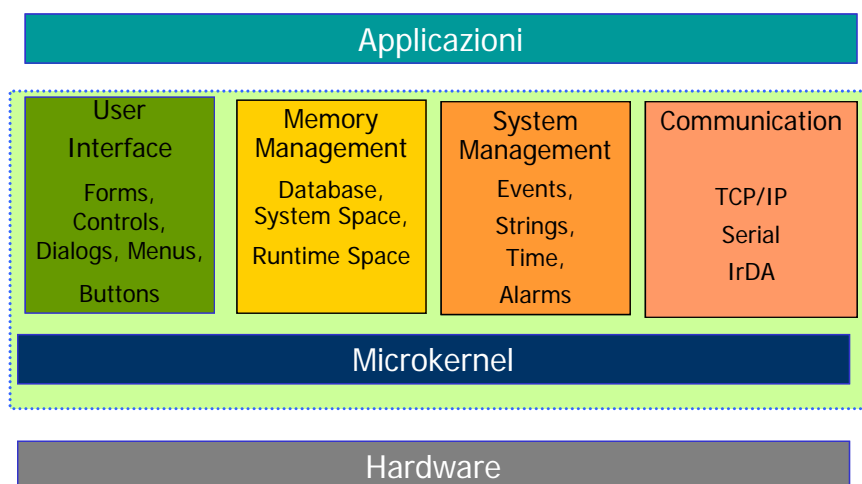 Applicazioni
User
Interface
Forms,
Controls,
Dialogs, Menus,
Buttons
Memory
Management
Database,
System Space,
Runtime Space
System
Management
Events,
Strings,
Time,
Alarms
Communication
TCP/IP
Serial
IrDA
Microkernel
Hardware